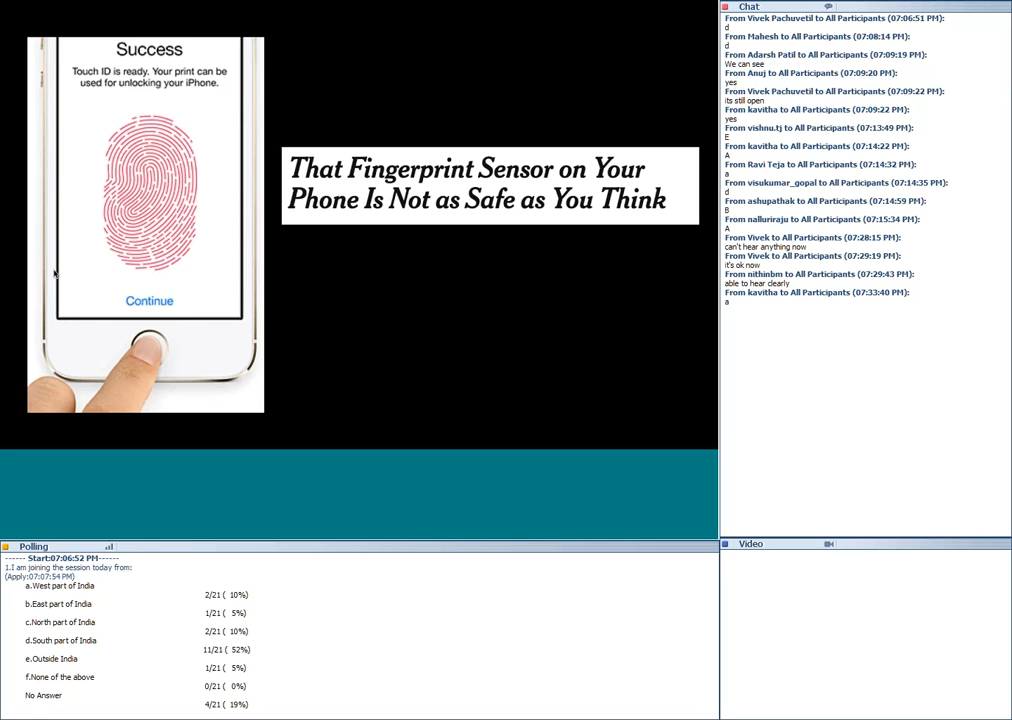 Success
Touch ID is ready. Your print can be
used for unlocking your iPhone.
Continue
That Fingerprint Sensor on Your
Phone Is Not as Safe as You Think
Chat
From Vivek Pachuvetil to All Participants (07:06:51 PM):
d
From Mahesh to All Participants (07:08:14 PM):
d
From Adarsh Patil to All Participants (07:09:19 PM):
We can see
From Anuj to All Participants (07:09:20 PM):
yes
From Vivek Pachuvetil to All Participants (07:09:22 PM):
its still open
From kavitha to All Participants (07:09:22 PM):
yes
From vishnu.tj to All Participants (07:13:49 PM):
E
From kavitha to All Participants (07:14:22 PM):
A
From Ravi Teja to All Participants (07:14:32 PM):
a
From visukumar_gopal to All Participants (07:14:35 PM):
d
From ashupathak to All Participants (07:14:59 PM):
B
From nalluriraju to All Participants (07:15:34 PM):
A
From Vivek to All Participants (07:28:15 PM):
can't hear anything now
From Vivek to All Participants (07:29:19 PM):
it's ok now
From nithinbm to All Participants (07:29:43 PM):
able to hear clearly
From kavitha to All Participants (07:33:40 PM):
a
Polling
------ Start:07:06:52 PM------
1.I am joining the session today from:
(Apply:07:07:54 PM)
a.West part of India
2/21 ( 10%)
b.East part of India
1/21 ( 5%)
c.North part of India
2/21 ( 10%)
d.South part of India
11/21 ( 52%)
e.Outside India
1/21 ( 5%)
f.None of the above
0/21 ( 0%)
No Answer
4/21 ( 19%)
Video